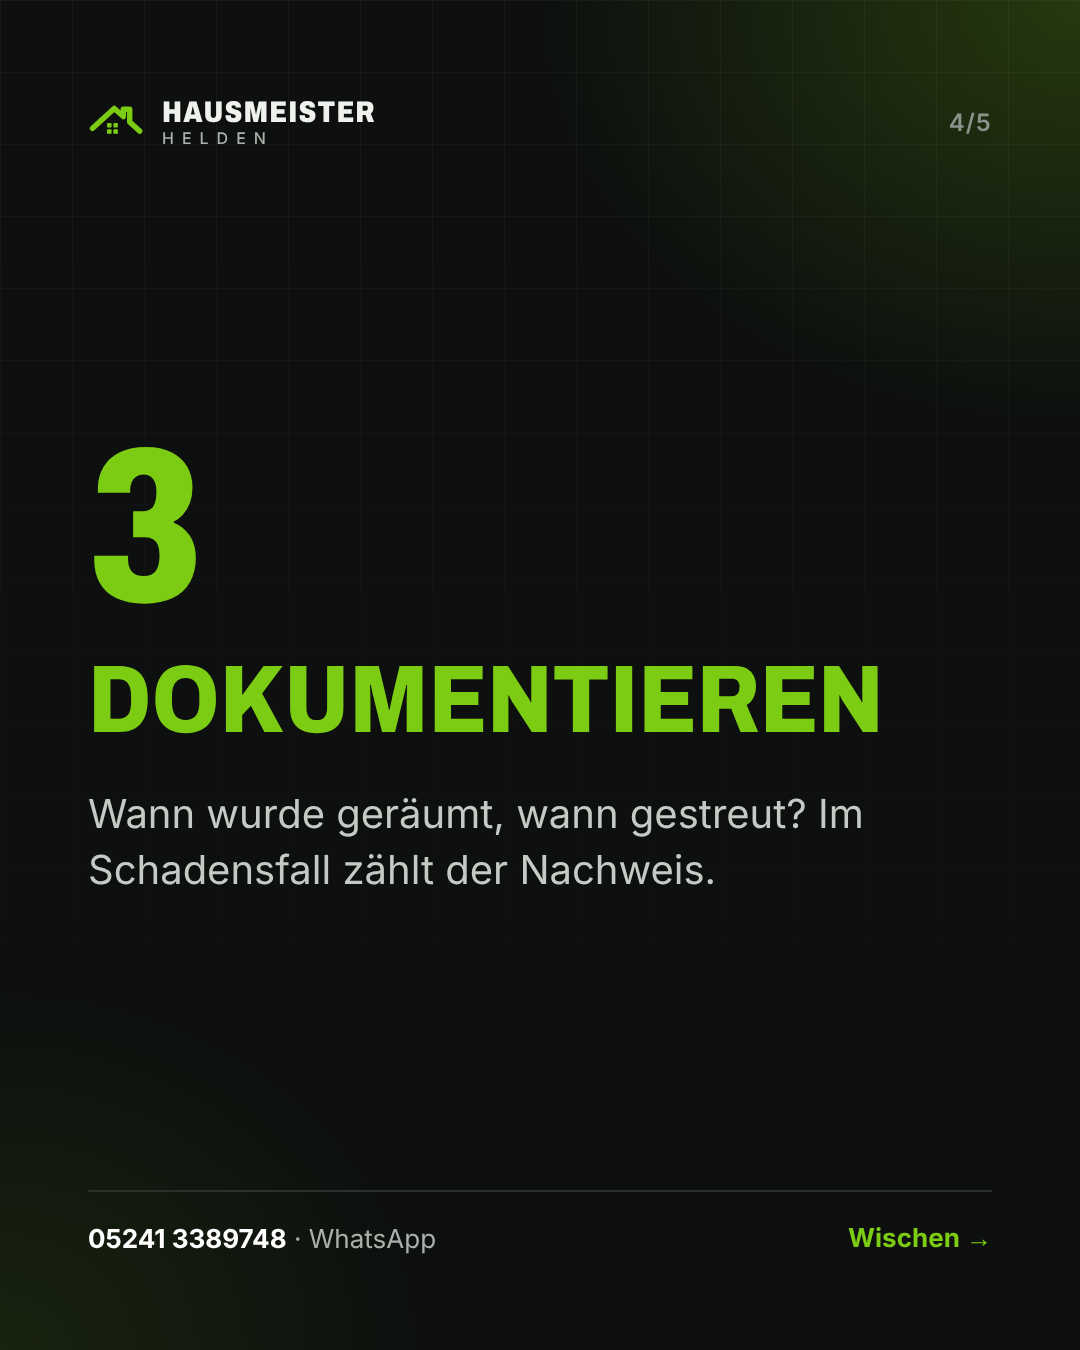 HAUSMEISTER
HELDEN
4/5
3
DOKUMENTIEREN
Wann wurde geräumt, wann gestreut? Im
Schadensfall zählt der Nachweis.
05241 3389748 · WhatsApp
Wischen →